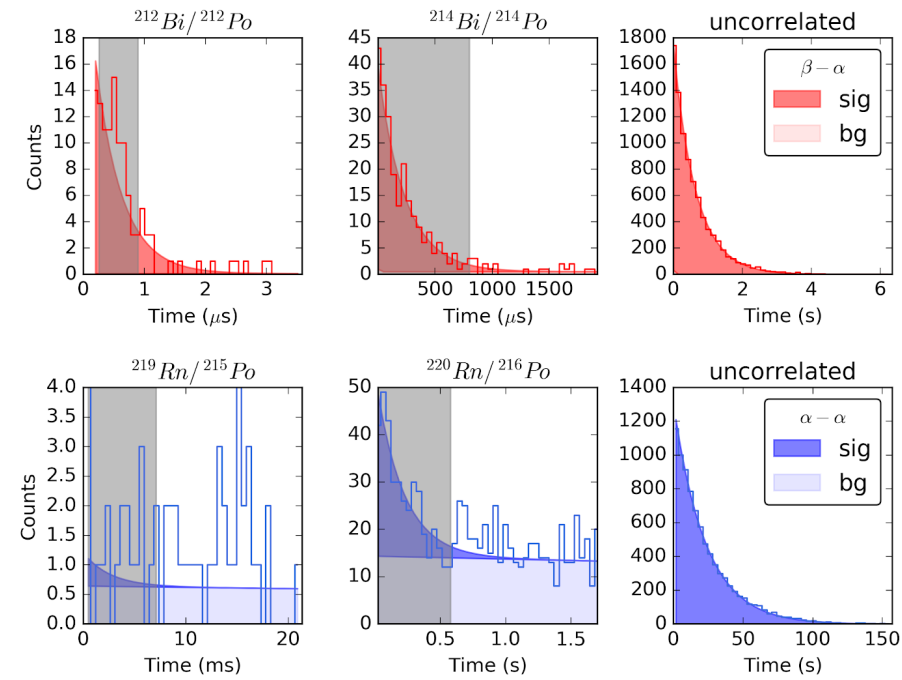 ²¹²Bi/²¹²Po
²¹⁴Bi/²¹⁴Po
uncorrelated
Counts
18
16
14
12
10
8
6
4
2
0
0 1 2 3
Time (μs)
45
40
35
30
25
20
15
10
5
0
500 1000 1500
Time (μs)
1800
1600
1400
1200
1000
800
600
400
200
0
0 2 4 6
Time (s)
β − α
sig
bg
²¹⁹Rn/²¹⁵Po
²²⁰Rn/²¹⁶Po
uncorrelated
Counts
4.0
3.5
3.0
2.5
2.0
1.5
1.0
0.5
0.0
0 10 20
Time (ms)
50
40
30
20
10
0
0.5 1.0 1.5
Time (s)
1400
1200
1000
800
600
400
200
0
0 50 100 150
Time (s)
α − α
sig
bg